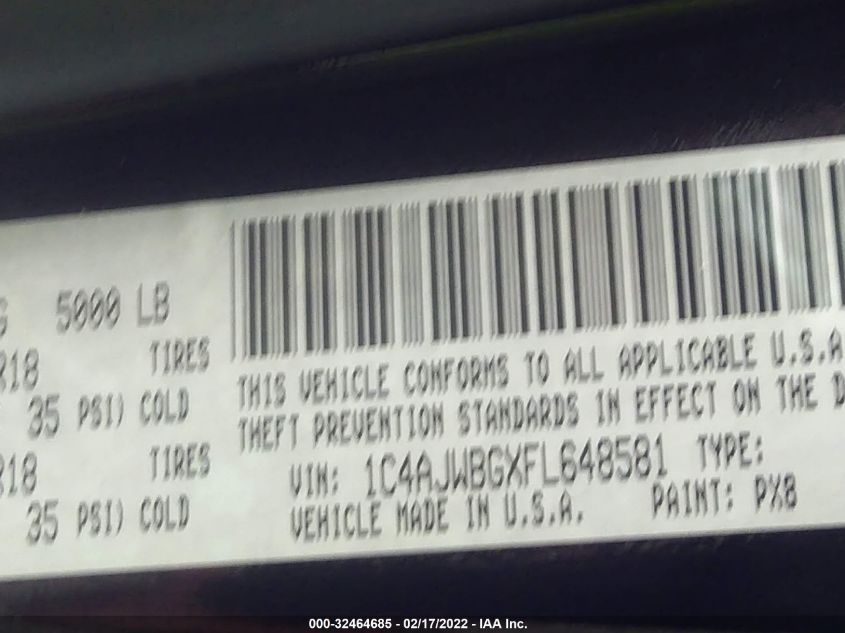 5000 LB
R18 TIRES
35 PSI) COLD
R18 TIRES
35 PSI) COLD
THIS VEHICLE CONFORMS TO ALL APPLICABLE U.S.A
THEFT PREVENTION STANDARDS IN EFFECT ON THE D
VIN: 1C4AJWBGXFL648581 TYPE:
VEHICLE MADE IN U.S.A. PAINT: PX8
000-32464685 - 02/17/2022 - IAA Inc.